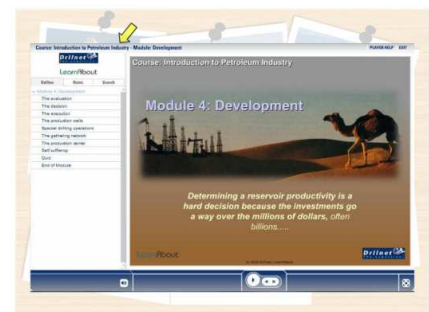 Course: Introduction to Petroleum Industry - Module: Development
PLAYER HELP EXIT
Drilnet
LearnAbout
Outline Notes Search
Module 4: Development
The evaluation
The decision
The execution
The production wells
Special drilling operations
The gathering network
The production center
Self sufficing
Quiz
End of Module
Course: Introduction to Petroleum Industry
Module 4: Development
Determining a reservoir productivity is a
hard decision because the investments go
a way over the millions of dollars, often
billions.....
LearnAbout
Drilnet